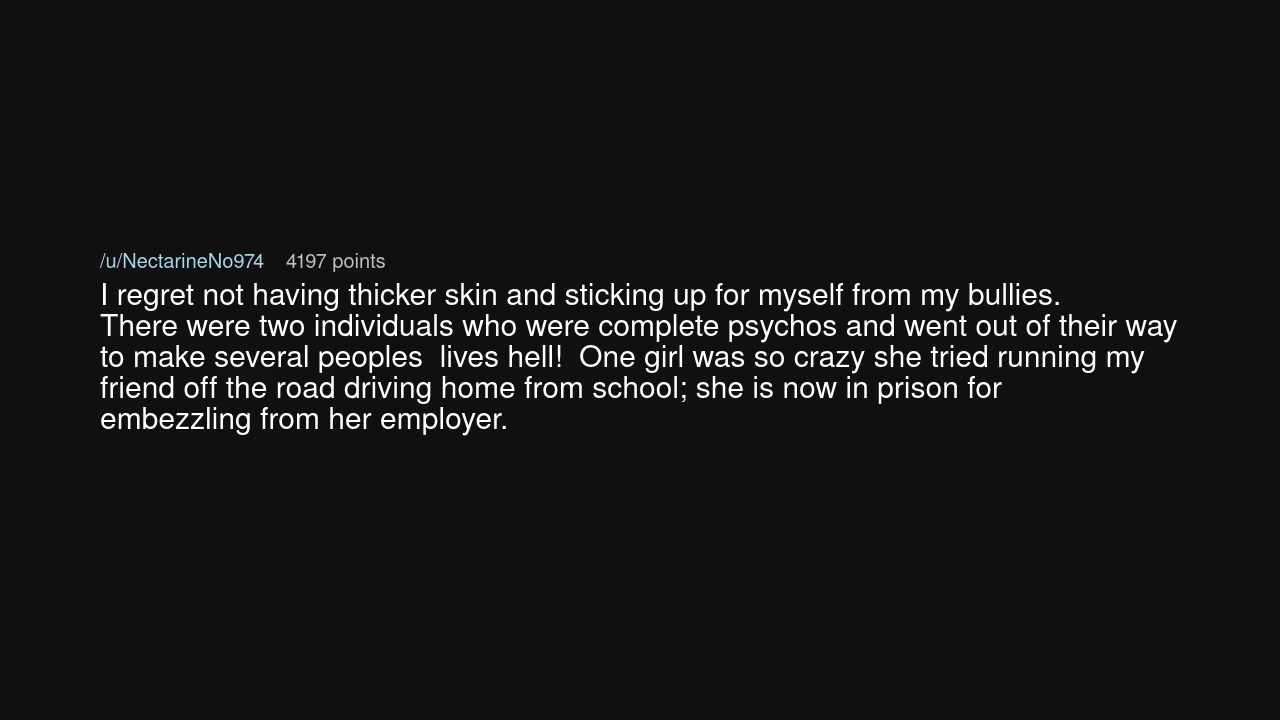 /u/NectarineNo974 4197 points
I regret not having thicker skin and sticking up for myself from my bullies.
There were two individuals who were complete psychos and went out of their way
to make several peoples  lives hell!  One girl was so crazy she tried running my
friend off the road driving home from school; she is now in prison for
embezzling from her employer.